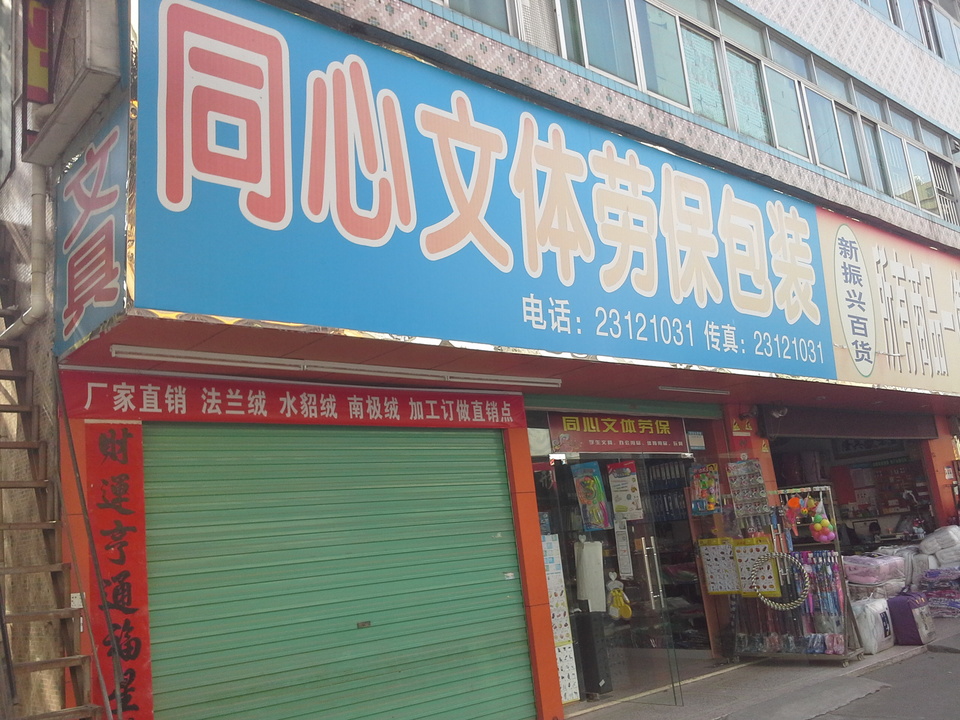 同心文体劳保包装
电话：23121031 传真：23121031
文具
新振兴百货
厂家直销 法兰绒 水貂绒 南极绒 加工订做直销点
同心文体劳保
财運亨通福星